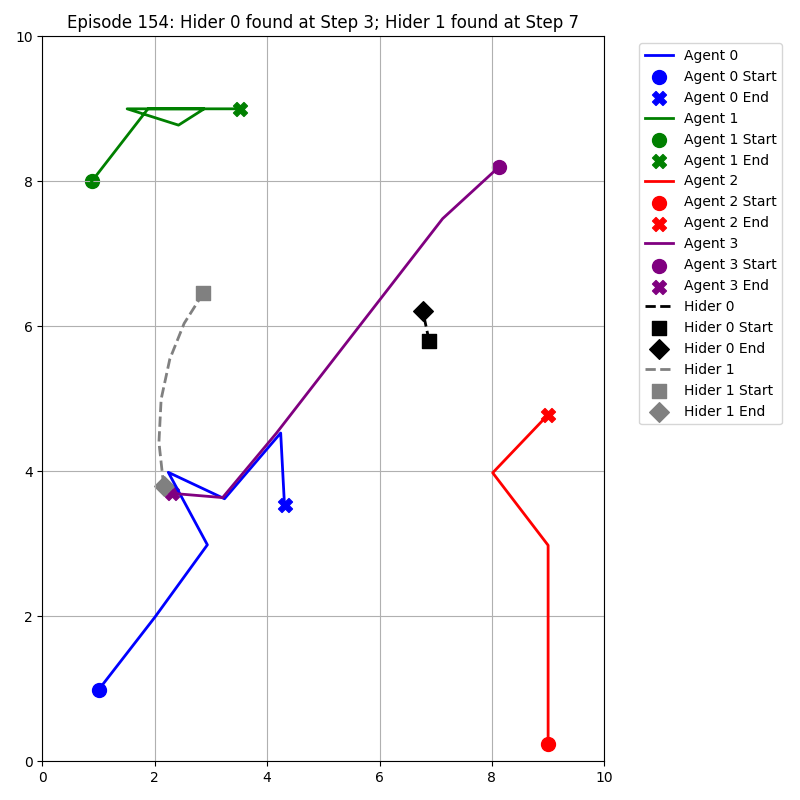 Episode 154: Hider 0 found at Step 3; Hider 1 found at Step 7
10
8
6
4
2
0
0 2 4 6 8 10
Agent 0
Agent 0 Start
Agent 0 End
Agent 1
Agent 1 Start
Agent 1 End
Agent 2
Agent 2 Start
Agent 2 End
Agent 3
Agent 3 Start
Agent 3 End
Hider 0
Hider 0 Start
Hider 0 End
Hider 1
Hider 1 Start
Hider 1 End